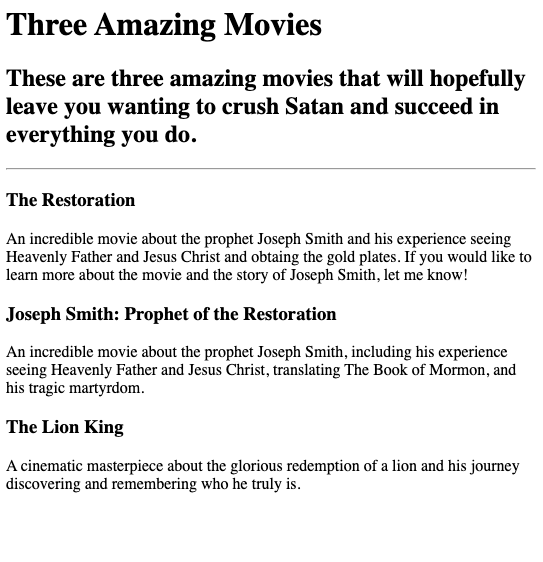 Three Amazing Movies
These are three amazing movies that will hopefully
leave you wanting to crush Satan and succeed in
everything you do.
The Restoration
An incredible movie about the prophet Joseph Smith and his experience seeing
Heavenly Father and Jesus Christ and obtaing the gold plates. If you would like to
learn more about the movie and the story of Joseph Smith, let me know!
Joseph Smith: Prophet of the Restoration
An incredible movie about the prophet Joseph Smith, including his experience
seeing Heavenly Father and Jesus Christ, translating The Book of Mormon, and
his tragic martyrdom.
The Lion King
A cinematic masterpiece about the glorious redemption of a lion and his journey
discovering and remembering who he truly is.